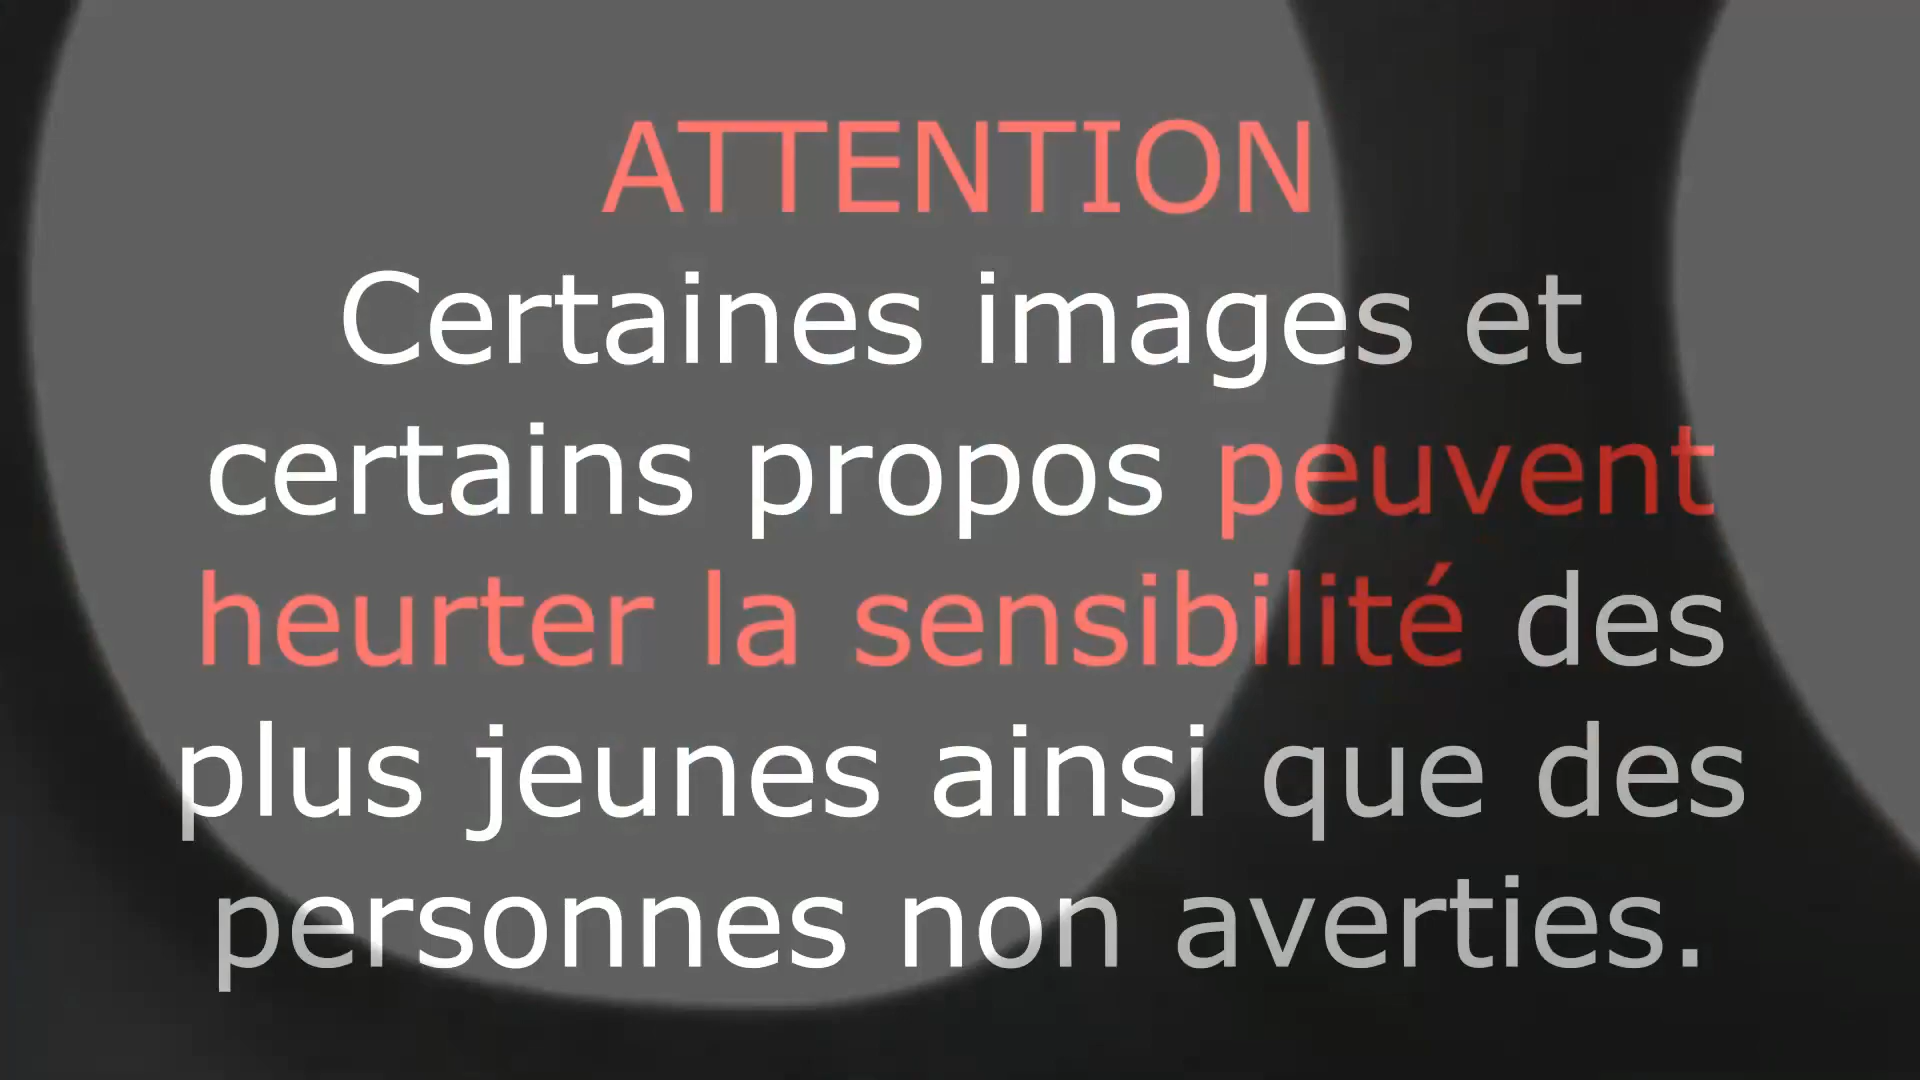 ATTENTION
Certaines images et
certains propos peuvent
heurter la sensibilité des
plus jeunes ainsi que des
personnes non averties.